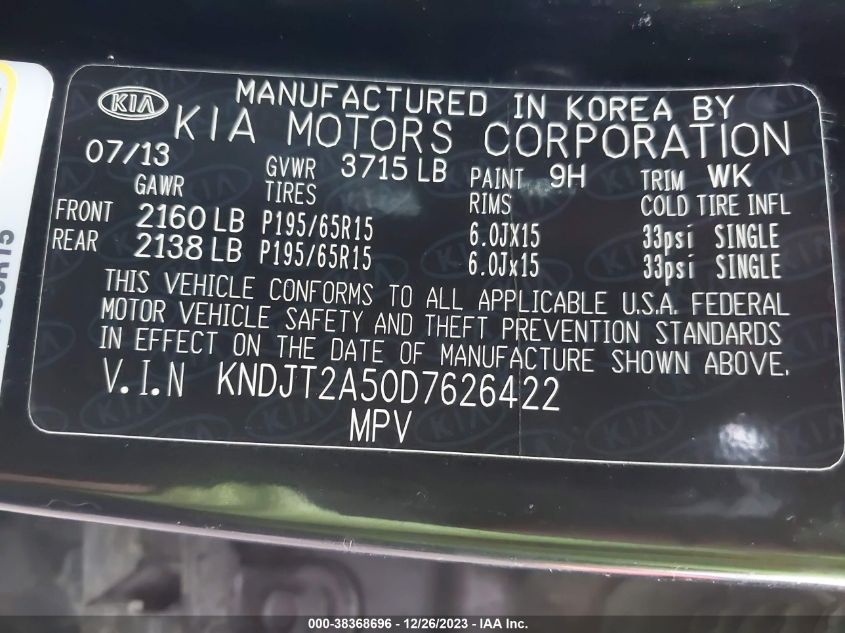 KIA
MANUFACTURED IN KOREA BY
KIA MOTORS CORPORATION
07/13 GVWR 3715 LB PAINT 9H TRIM WK
GAWR TIRES RIMS COLD TIRE INFL
FRONT 2160 LB P195/65R15 6.0JX15 33psi SINGLE
REAR 2138 LB P195/65R15 6.0Jx15 33psi SINGLE
THIS VEHICLE CONFORMS TO ALL APPLICABLE U.S.A. FEDERAL
MOTOR VEHICLE SAFETY AND THEFT PREVENTION STANDARDS
IN EFFECT ON THE DATE OF MANUFACTURE SHOWN ABOVE.
V.I.N KNDJT2A50D7626422
MPV
000-38368696 - 12/26/2023 - IAA Inc.